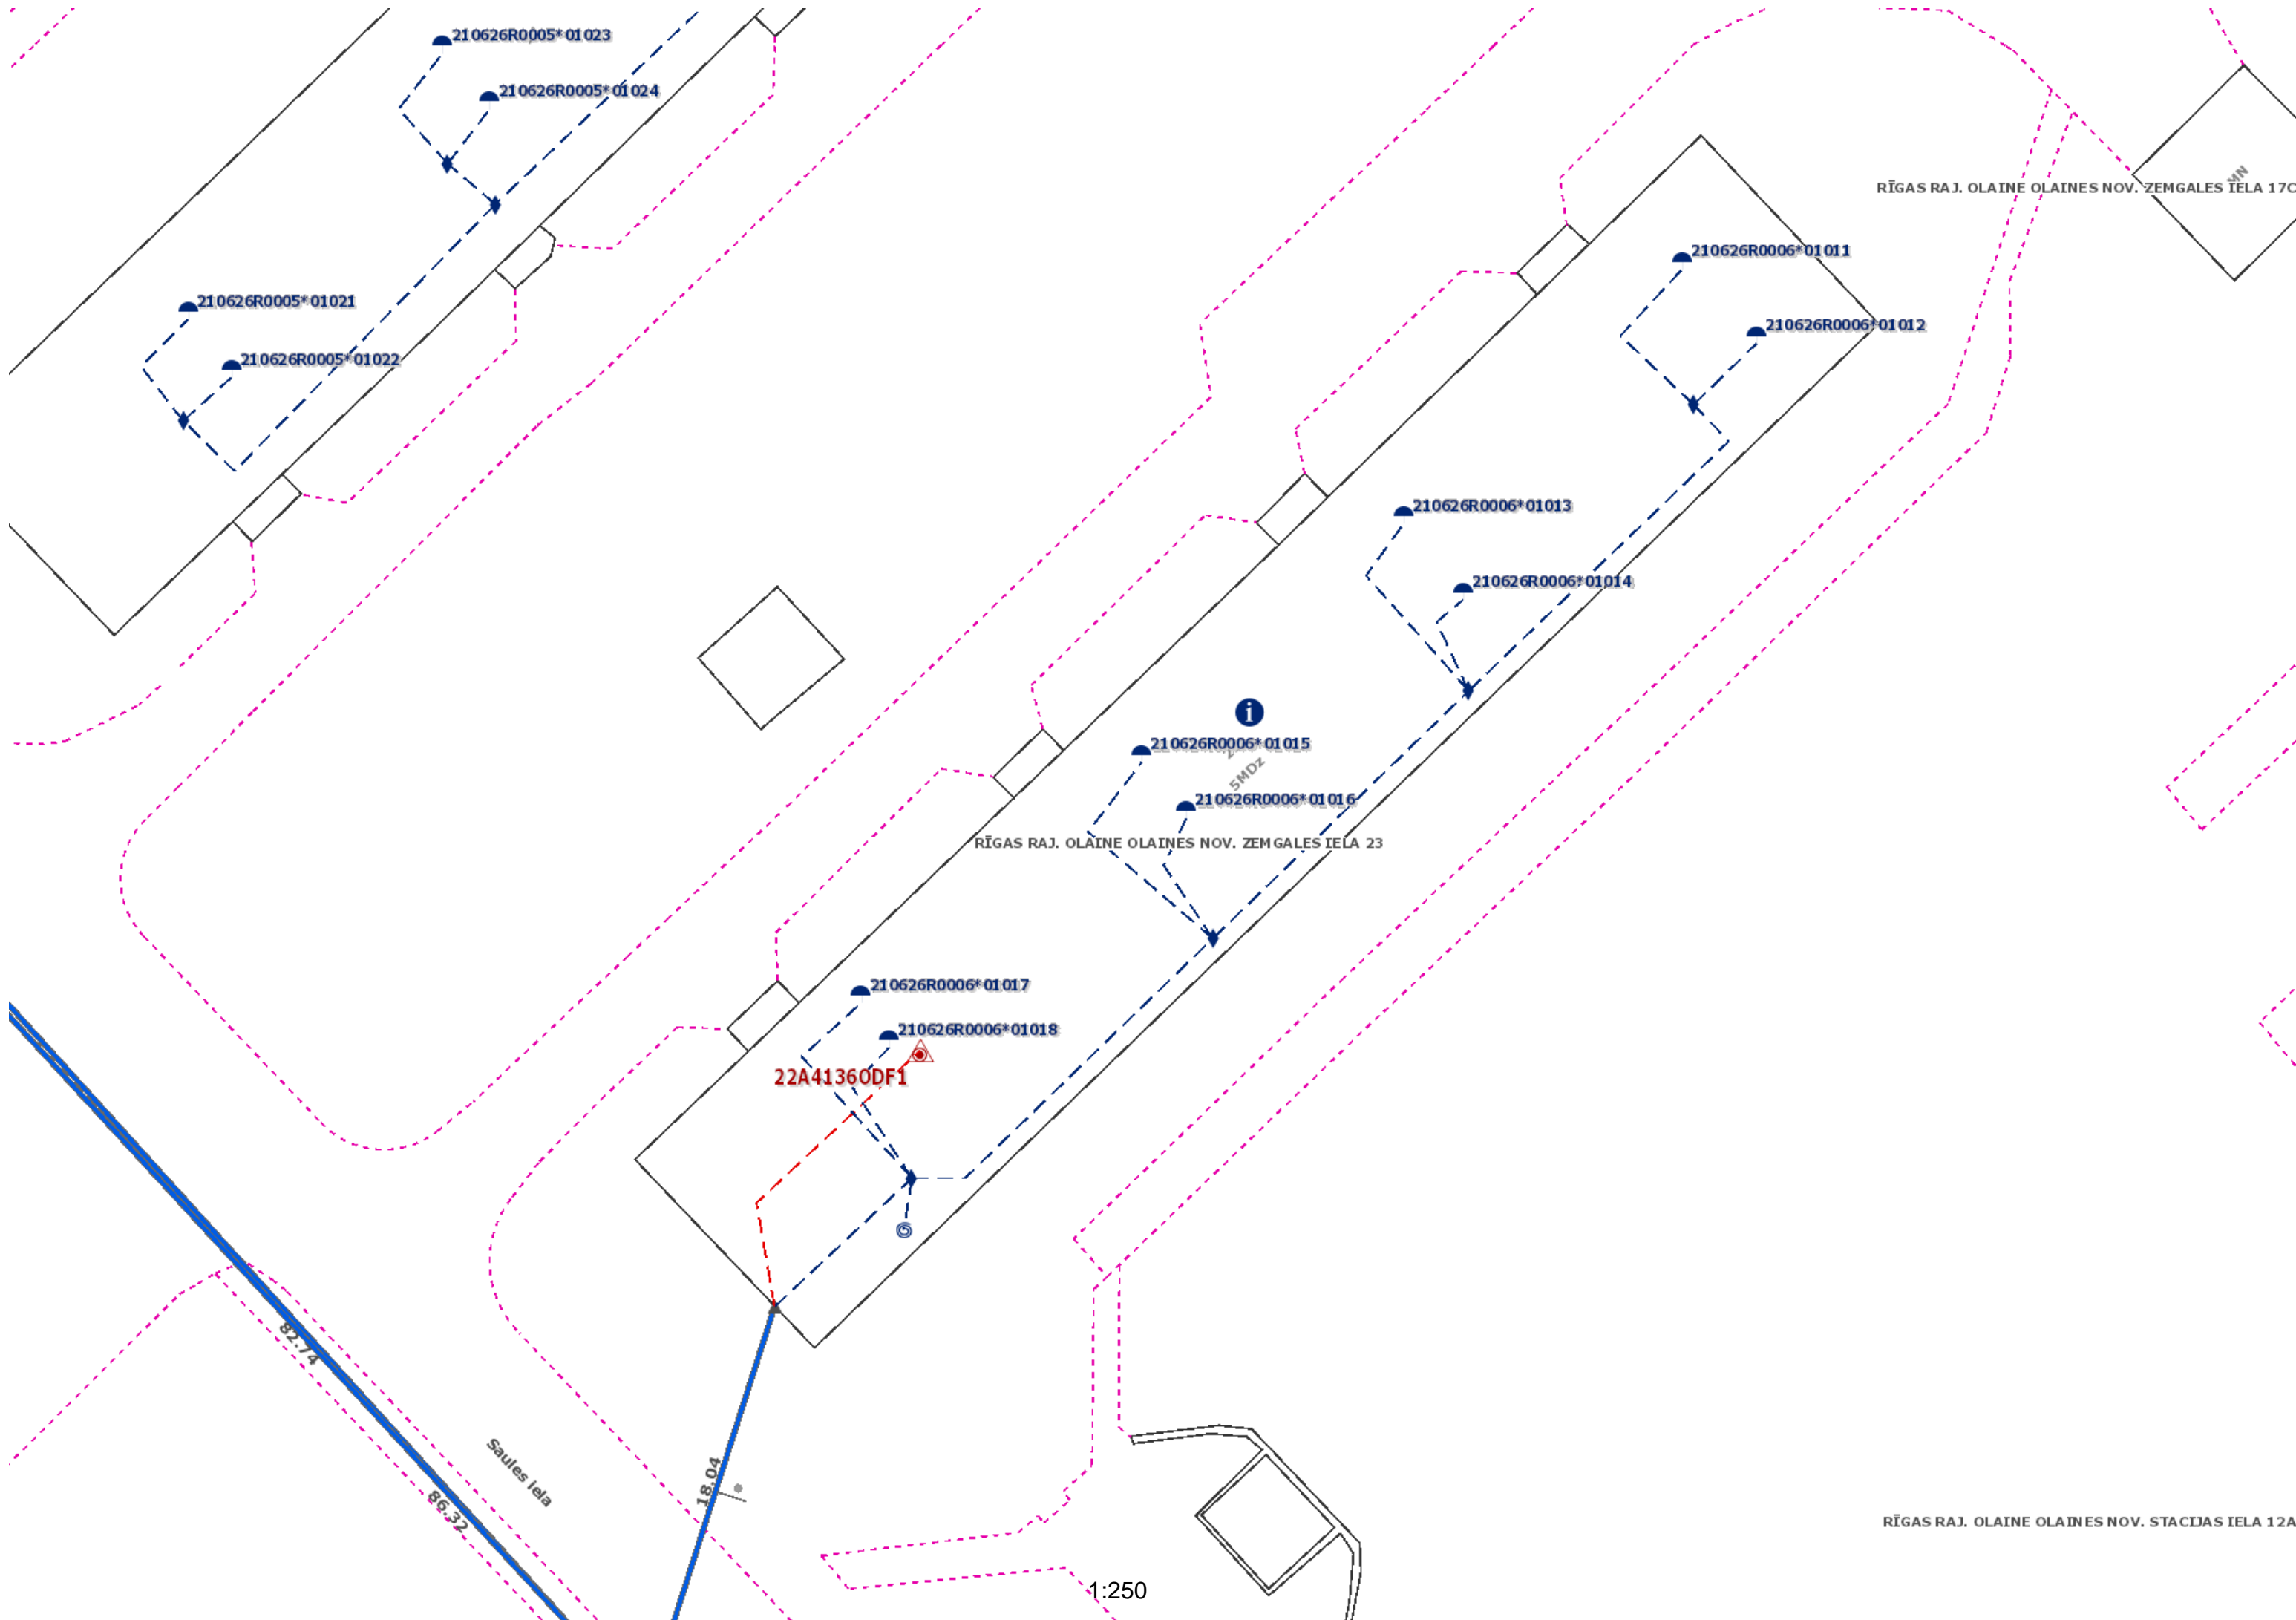 210626R0005*01023
210626R0005*01024
MN
RĪGAS RAJ. OLAINE OLAINES NOV. ZEMGALES IELA 17C
210626R0006*01011
210626R0005*01021
210626R0006*01012
210626R0005*01022
210626R0006*01013
210626R0006*01014
i
210626R0006*01015
5MDz
210626R0006*01016
RĪGAS RAJ. OLAINE OLAINES NOV. ZEMGALES IELA 23
210626R0006*01017
210626R0006*01018
22A4136ODF1
82.74
Saules iela
86.32
18.04
RĪGAS RAJ. OLAINE OLAINES NOV. STACIJAS IELA 12A
1:250